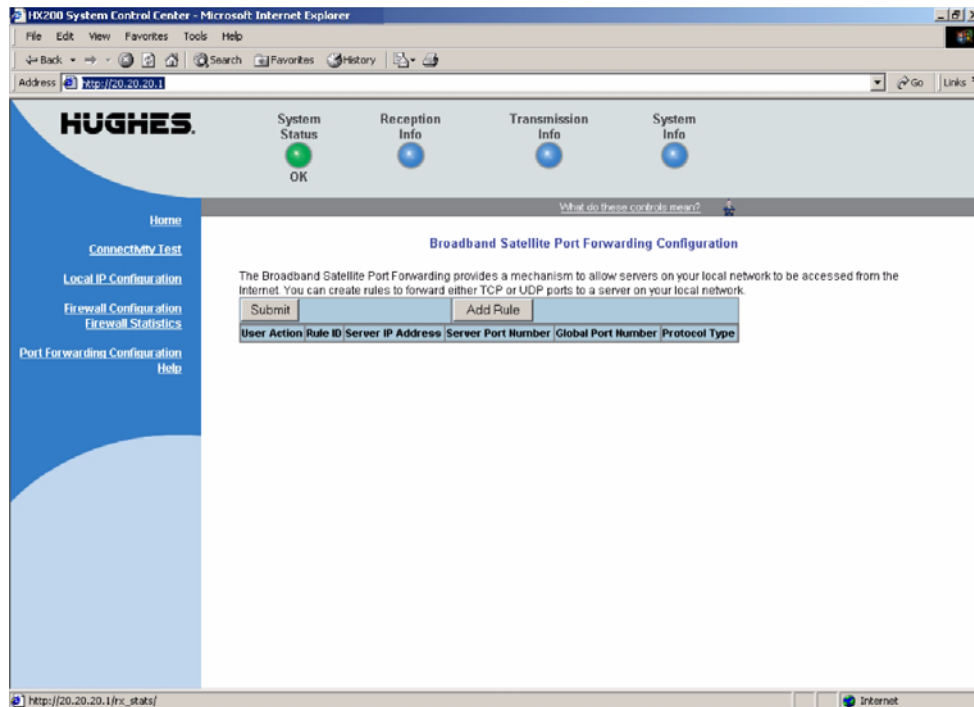 HX200 System Control Center - Microsoft Internet Explorer
File Edit View Favorites Tools Help
Back Search Favorites History
Address http://20.20.20.1 Go Links
HUGHES.
System Status
OK
Reception Info
Transmission Info
System Info
What do these controls mean?
Home
Connectivity Test
Local IP Configuration
Firewall Configuration
Firewall Statistics
Port Forwarding Configuration
Help
Broadband Satellite Port Forwarding Configuration
The Broadband Satellite Port Forwarding provides a mechanism to allow servers on your local network to be accessed from the
Internet. You can create rules to forward either TCP or UDP ports to a server on your local network.
Submit Add Rule
User Action Rule ID Server IP Address Server Port Number Global Port Number Protocol Type
http://20.20.20.1/rx_stats/ Internet